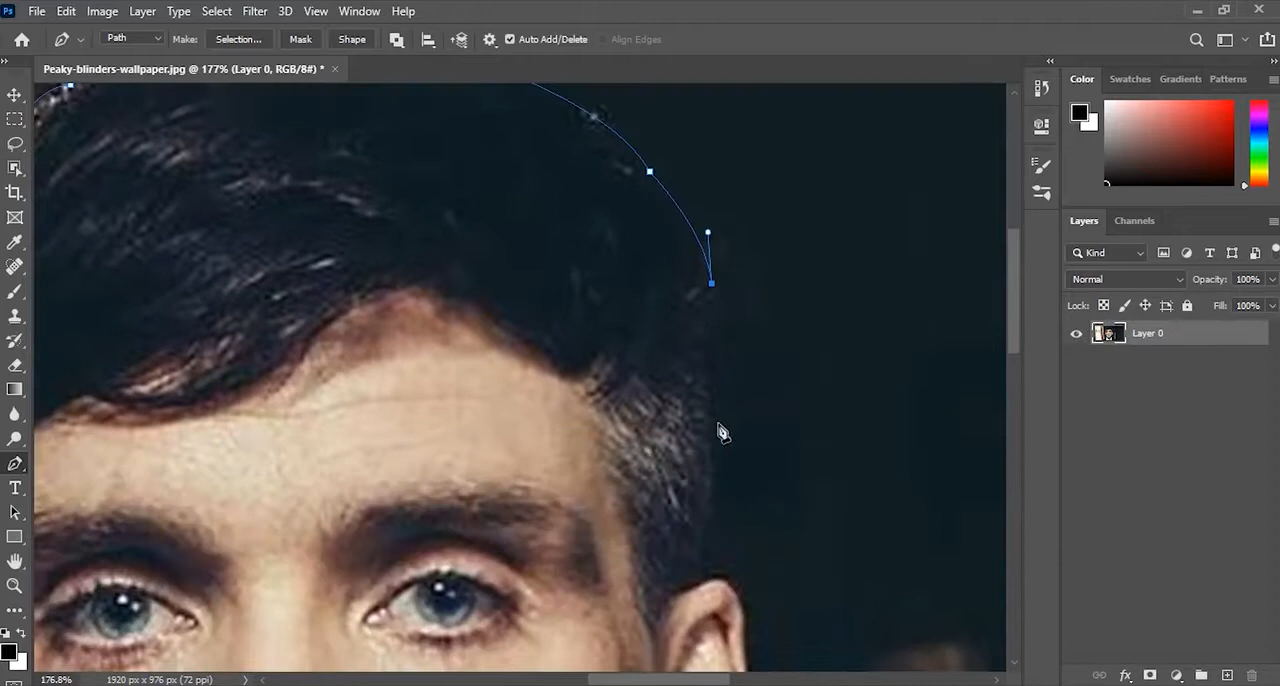 Ps File Edit Image Layer Type Select Filter 3D View Window Help
Path Make: Selection... Mask Shape Auto Add/Delete Align Edges
Peaky-blinders-wallpaper.jpg @ 177% (Layer 0, RGB/8#) *
Color Swatches Gradients Patterns
Layers Channels
Kind
Normal Opacity: 100%
Lock: Fill: 100%
Layer 0
176.8% 1920 px x 976 px (72 ppi)